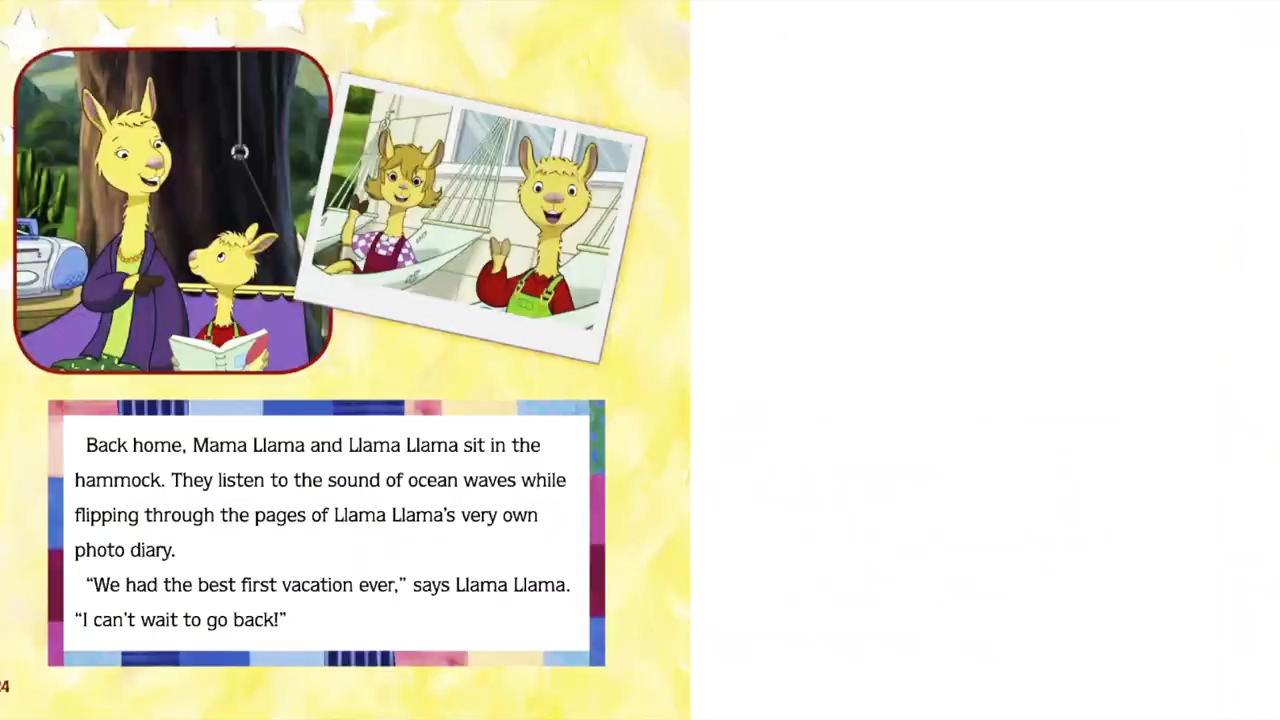 Back home, Mama Llama and Llama Llama sit in the
hammock. They listen to the sound of ocean waves while
flipping through the pages of Llama Llama’s very own
photo diary.
“We had the best first vacation ever,” says Llama Llama.
“I can’t wait to go back!”
24